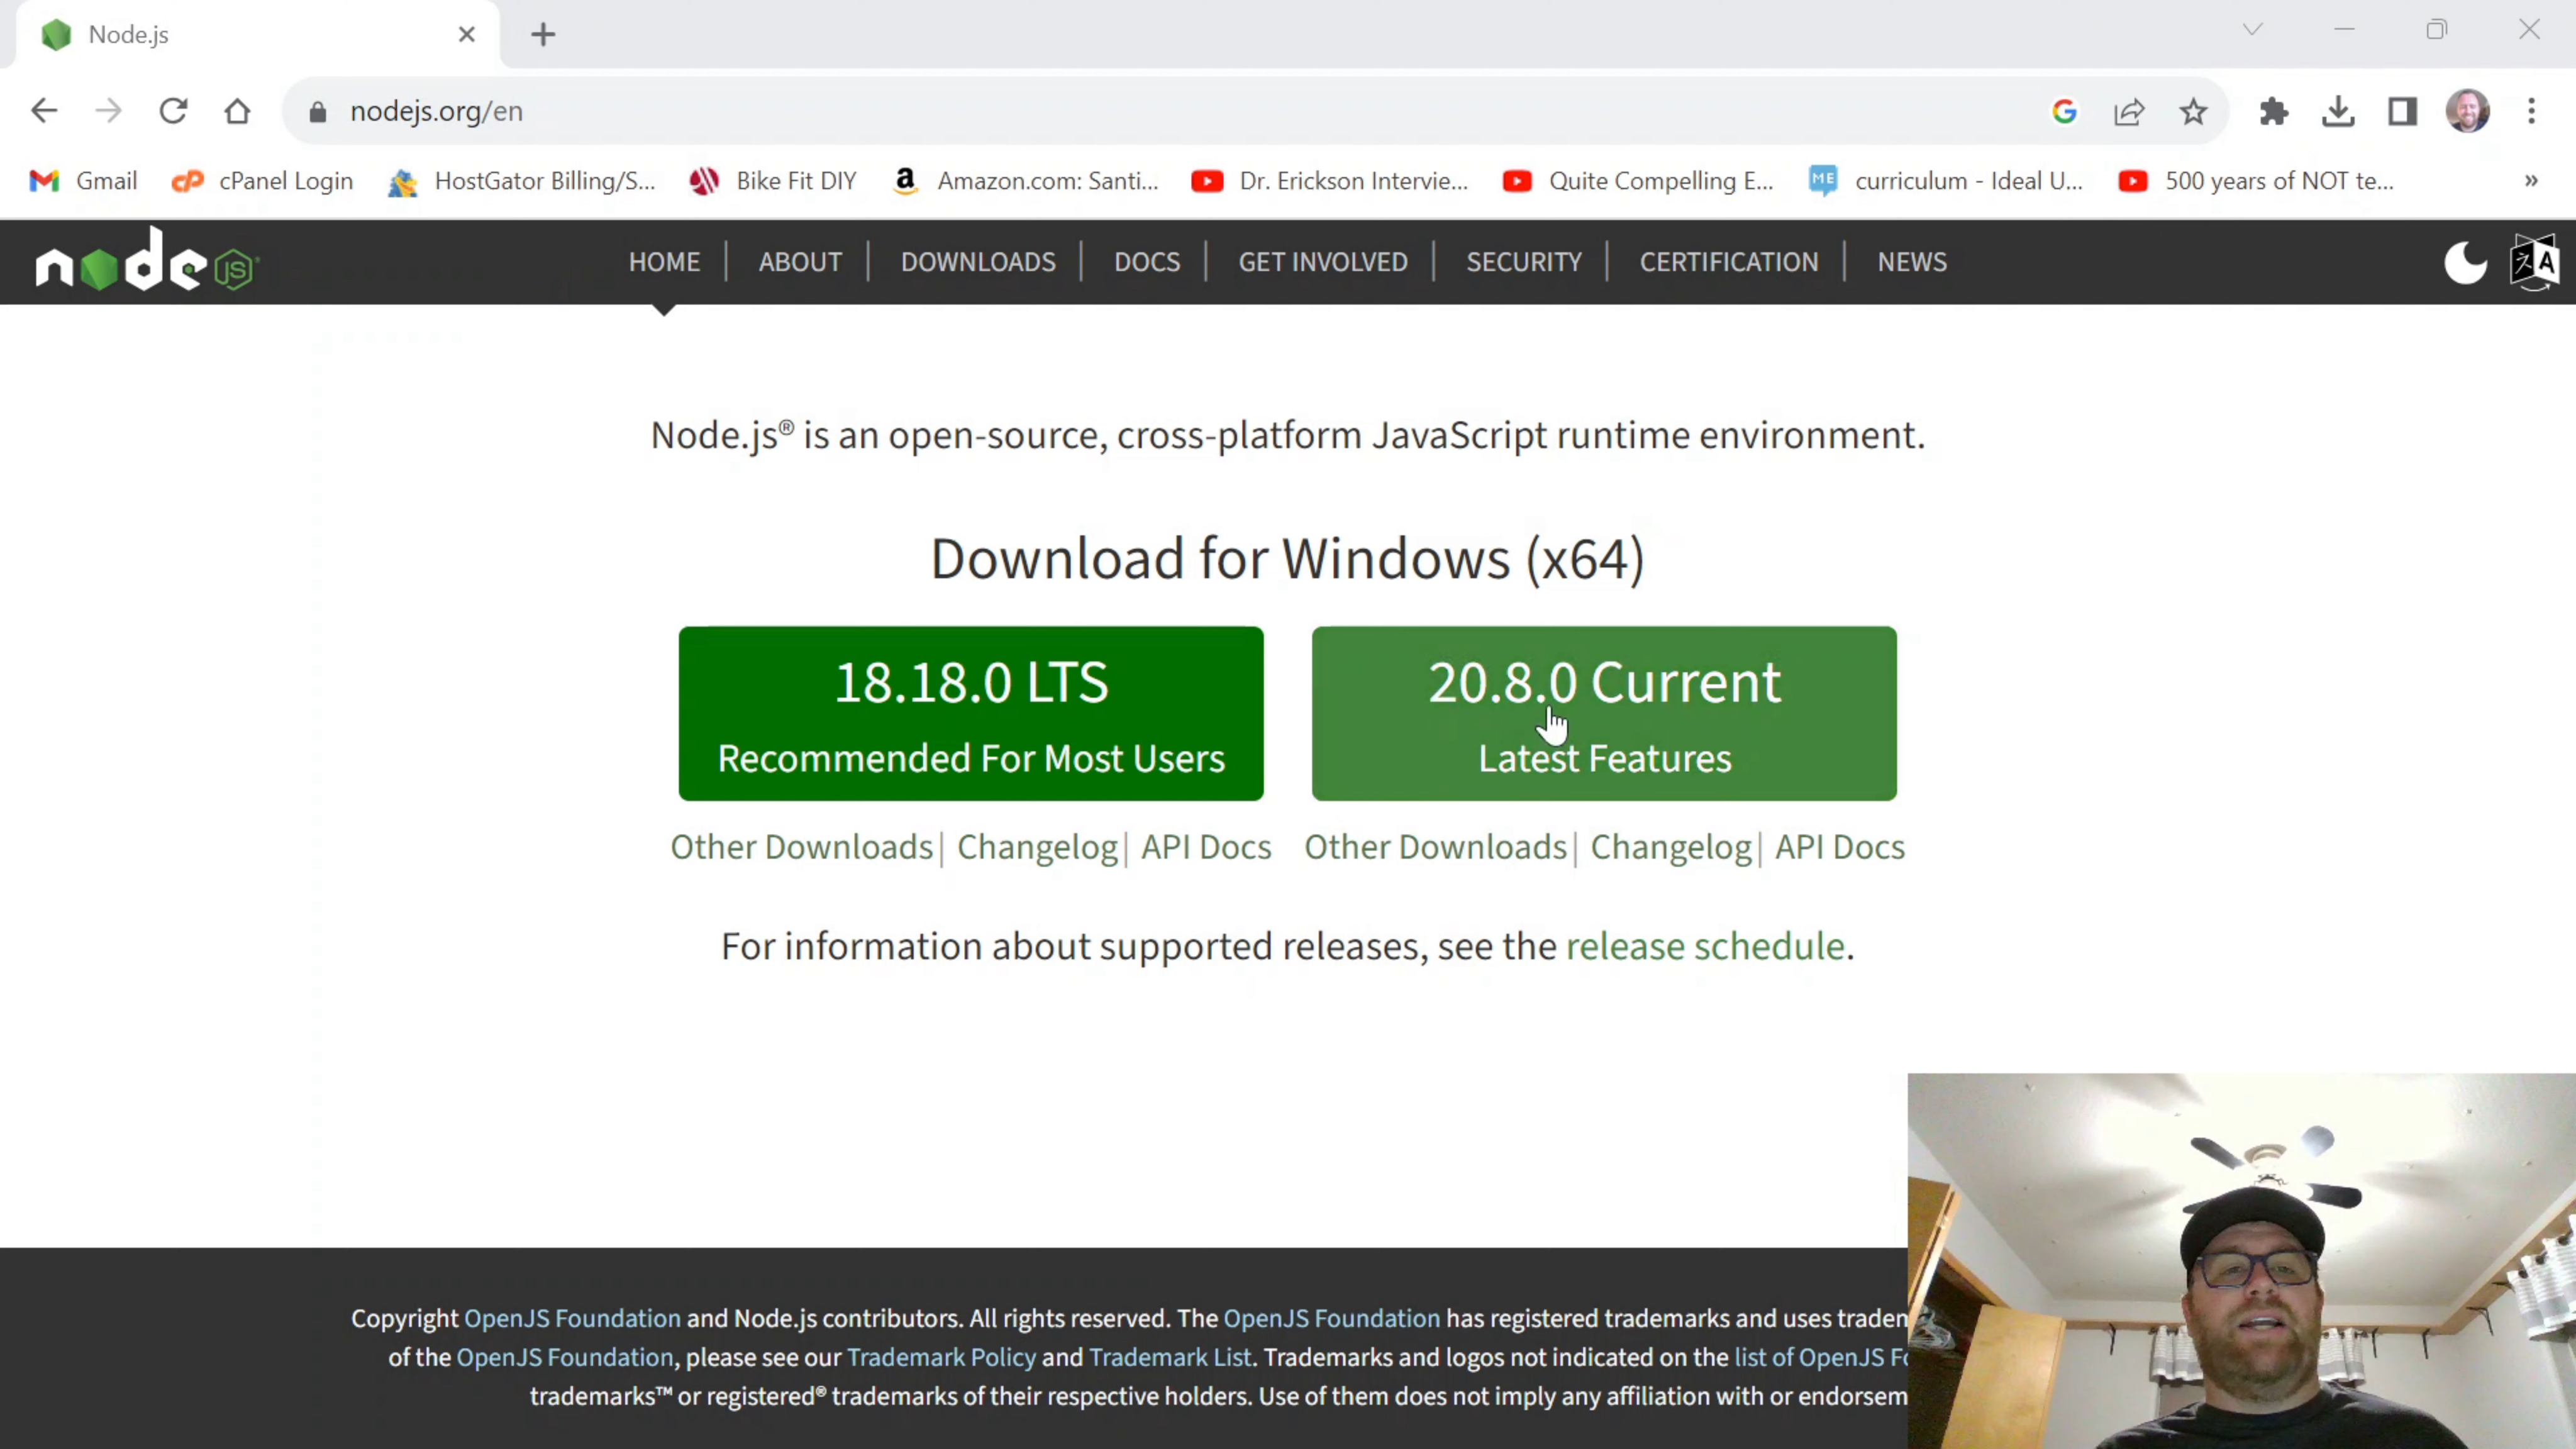 Node.js
nodejs.org/en
Gmail cPanel Login HostGator Billing/S... Bike Fit DIY Amazon.com: Santi... Dr. Erickson Intervie... Quite Compelling E... ME curriculum - Ideal U... 500 years of NOT te... »
node JS HOME ABOUT DOWNLOADS DOCS GET INVOLVED SECURITY CERTIFICATION NEWS
Node.js® is an open-source, cross-platform JavaScript runtime environment.
Download for Windows (x64)
18.18.0 LTS
Recommended For Most Users
20.8.0 Current
Latest Features
Other Downloads| Changelog| API Docs Other Downloads| Changelog| API Docs
For information about supported releases, see the release schedule.
Copyright OpenJS Foundation and Node.js contributors. All rights reserved. The OpenJS Foundation has registered trademarks and uses tradem
of the OpenJS Foundation, please see our Trademark Policy and Trademark List. Trademarks and logos not indicated on the list of OpenJS Fo
trademarks™ or registered® trademarks of their respective holders. Use of them does not imply any affiliation with or endorsem